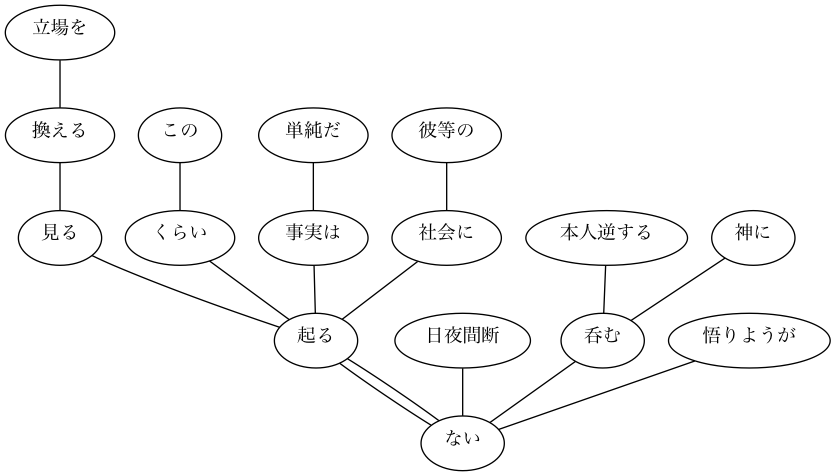 立場を
換える
この
単純だ
彼等の
見る
くらい
事実は
社会に
本人逆する
神に
起る
日夜間断
呑む
悟りようが
ない